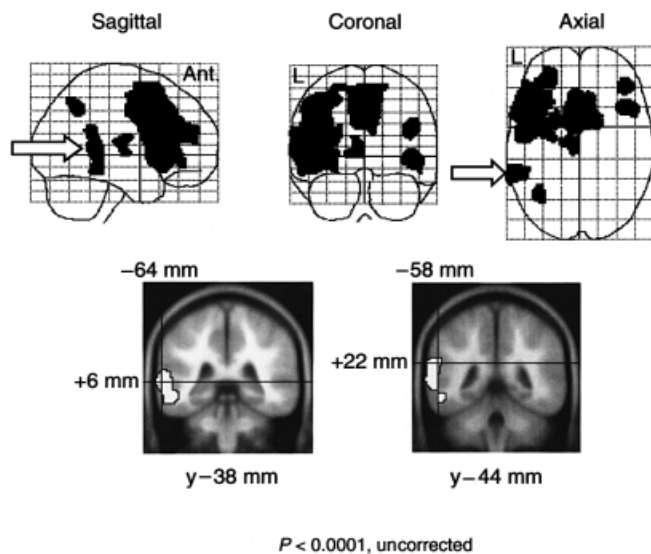 Sagittal
Coronal
Axial
Ant.
L
L
−64 mm
+6 mm
y−38 mm
−58 mm
+22 mm
y−44 mm
P < 0.0001, uncorrected